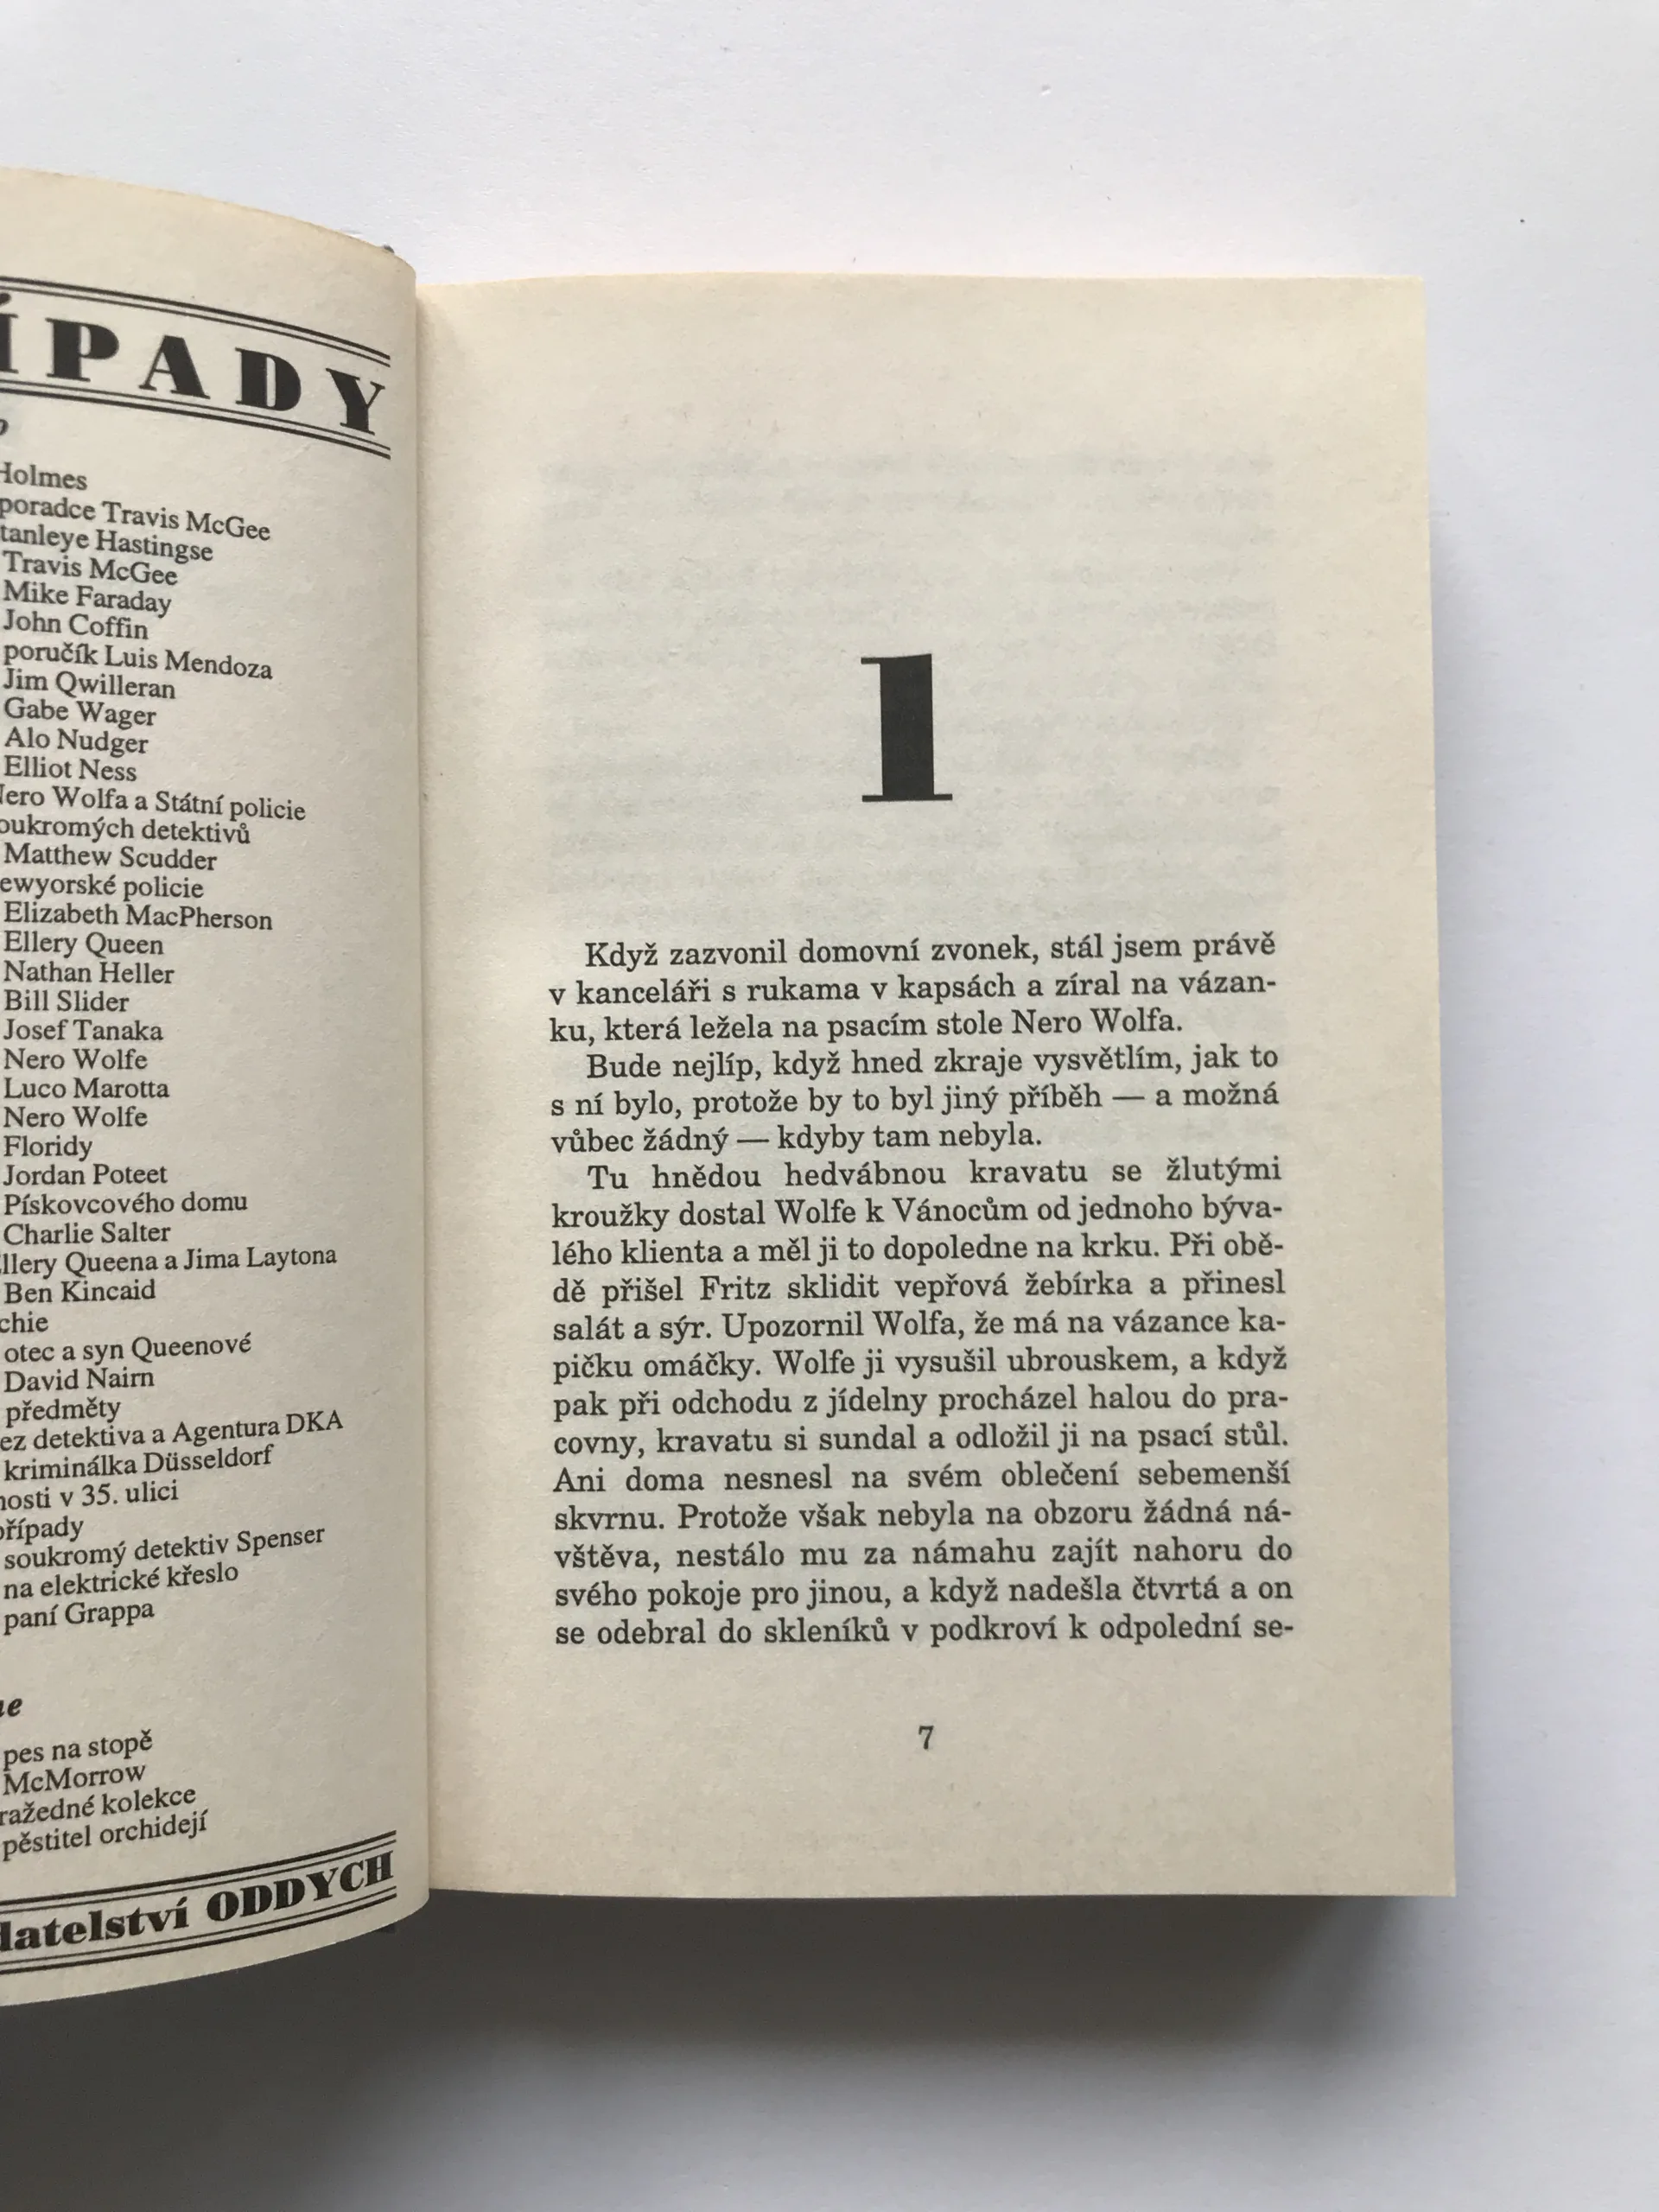 ÍPADY
Holmes
poradce Travis McGee
tanleye Hastingse
Travis McGee
Mike Faraday
John Coffin
poručík Luis Mendoza
Jim Qwilleran
Gabe Wager
Alo Nudger
Elliot Ness
Nero Wolfa a Státní policie
oukromých detektivů
Matthew Scudder
ewyorské policie
Elizabeth MacPherson
Ellery Queen
Nathan Heller
Bill Slider
Josef Tanaka
Nero Wolfe
Luco Marotta
Nero Wolfe
Floridy
Jordan Poteet
Pískovcového domu
Charlie Salter
Ellery Queena a Jima Laytona
Ben Kincaid
chie
otec a syn Queenové
David Nairn
předměty
ez detektiva a Agentura DKA
kriminálka Düsseldorf
nosti v 35. ulici
případy
soukromý detektiv Spenser
na elektrické křeslo
paní Grappa
ne
pes na stopě
McMorrow
ražedné kolekce
pěstitel orchidejí
datelství ODDYCH
1
Když zazvonil domovní zvonek, stál jsem právě
v kanceláři s rukama v kapsách a zíral na vázan-
ku, která ležela na psacím stole Nero Wolfa.
Bude nejlíp, když hned zkraje vysvětlím, jak to
s ní bylo, protože by to byl jiný příběh — a možná
vůbec žádný — kdyby tam nebyla.
Tu hnědou hedvábnou kravatu se žlutými
kroužky dostal Wolfe k Vánocům od jednoho býva-
lého klienta a měl ji to dopoledne na krku. Při obě-
dě přišel Fritz sklidit vepřová žebírka a přinesl
salát a sýr. Upozornil Wolfa, že má na vázance ka-
pičku omáčky. Wolfe ji vysušil ubrouskem, a když
pak při odchodu z jídelny procházel halou do pra-
covny, kravatu si sundal a odložil ji na psací stůl.
Ani doma nesnesl na svém oblečení sebemenší
skvrnu. Protože však nebyla na obzoru žádná ná-
vštěva, nestálo mu za námahu zajít nahoru do
svého pokoje pro jinou, a když nadešla čtvrtá a on
se odebral do skleníků v podkroví k odpolední se-
7